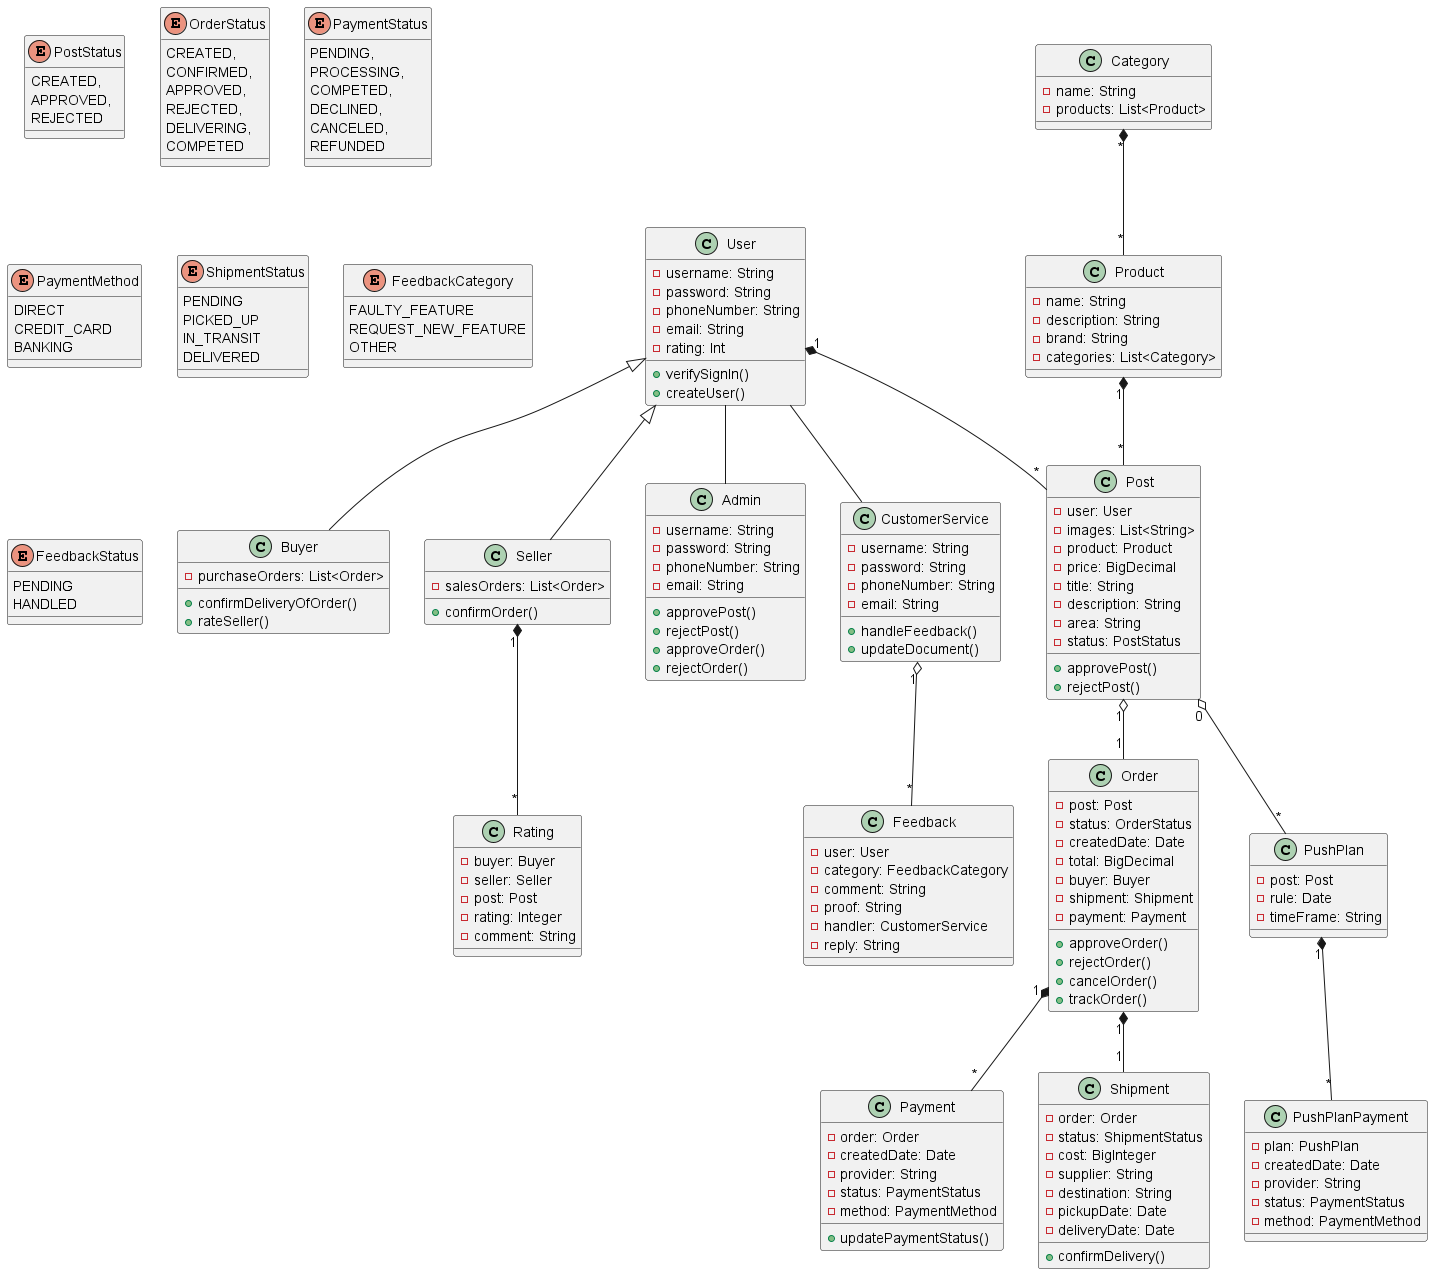 E PostStatus
CREATED,
APPROVED,
REJECTED
E OrderStatus
CREATED,
CONFIRMED,
APPROVED,
REJECTED,
DELIVERING,
COMPETED
E PaymentStatus
PENDING,
PROCESSING,
COMPETED,
DECLINED,
CANCELED,
REFUNDED
C Category
name: String
products: List<Product>
*
*
E PaymentMethod
DIRECT
CREDIT_CARD
BANKING
E ShipmentStatus
PENDING
PICKED_UP
IN_TRANSIT
DELIVERED
E FeedbackCategory
FAULTY_FEATURE
REQUEST_NEW_FEATURE
OTHER
C User
username: String
password: String
phoneNumber: String
email: String
rating: Int
verifySignIn()
createUser()
1
*
C Product
name: String
description: String
brand: String
categories: List<Category>
1
*
E FeedbackStatus
PENDING
HANDLED
C Buyer
purchaseOrders: List<Order>
confirmDeliveryOfOrder()
rateSeller()
C Seller
salesOrders: List<Order>
confirmOrder()
1
*
C Admin
username: String
password: String
phoneNumber: String
email: String
approvePost()
rejectPost()
approveOrder()
rejectOrder()
C CustomerService
username: String
password: String
phoneNumber: String
email: String
handleFeedback()
updateDocument()
1
*
C Post
user: User
images: List<String>
product: Product
price: BigDecimal
title: String
description: String
area: String
status: PostStatus
approvePost()
rejectPost()
1
1
0
*
C Rating
buyer: Buyer
seller: Seller
post: Post
rating: Integer
comment: String
C Feedback
user: User
category: FeedbackCategory
comment: String
proof: String
handler: CustomerService
reply: String
C Order
post: Post
status: OrderStatus
createdDate: Date
total: BigDecimal
buyer: Buyer
shipment: Shipment
payment: Payment
approveOrder()
rejectOrder()
cancelOrder()
trackOrder()
1
*
1
1
C PushPlan
post: Post
rule: Date
timeFrame: String
1
*
C Payment
order: Order
createdDate: Date
provider: String
status: PaymentStatus
method: PaymentMethod
updatePaymentStatus()
C Shipment
order: Order
status: ShipmentStatus
cost: BigInteger
supplier: String
destination: String
pickupDate: Date
deliveryDate: Date
confirmDelivery()
C PushPlanPayment
plan: PushPlan
createdDate: Date
provider: String
status: PaymentStatus
method: PaymentMethod